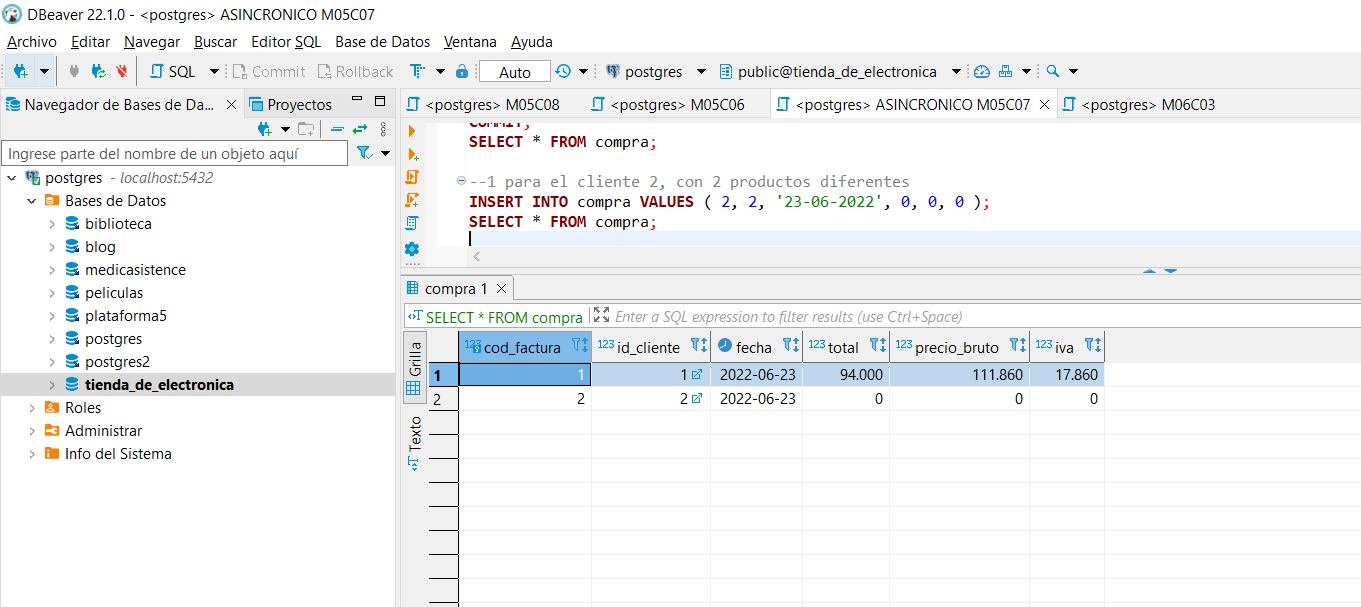 DBeaver 22.1.0 - <postgres> ASINCRONICO M05C07
Archivo Editar Navegar Buscar Editor SQL Base de Datos Ventana Ayuda
SQL Commit Rollback Auto postgres public@tienda_de_electronica
Navegador de Bases de Da... Proyectos
<postgres> M05C08 <postgres> M05C06 <postgres> ASINCRONICO M05C07 <postgres> M06C03
Ingrese parte del nombre de un objeto aquí
postgres - localhost:5432
Bases de Datos
biblioteca
blog
medicasistence
peliculas
plataforma5
postgres
postgres2
tienda_de_electronica
Roles
Administrar
Info del Sistema
COMMIT;
SELECT * FROM compra;
--1 para el cliente 2, con 2 productos diferentes
INSERT INTO compra VALUES ( 2, 2, '23-06-2022', 0, 0, 0 );
SELECT * FROM compra;
compra 1
SELECT * FROM compra Enter a SQL expression to filter results (use Ctrl+Space)
Grilla
Texto
123 cod_factura 123 id_cliente fecha 123 total 123 precio_bruto 123 iva
1 1 1 2022-06-23 94.000 111.860 17.860
2 2 2 2022-06-23 0 0 0